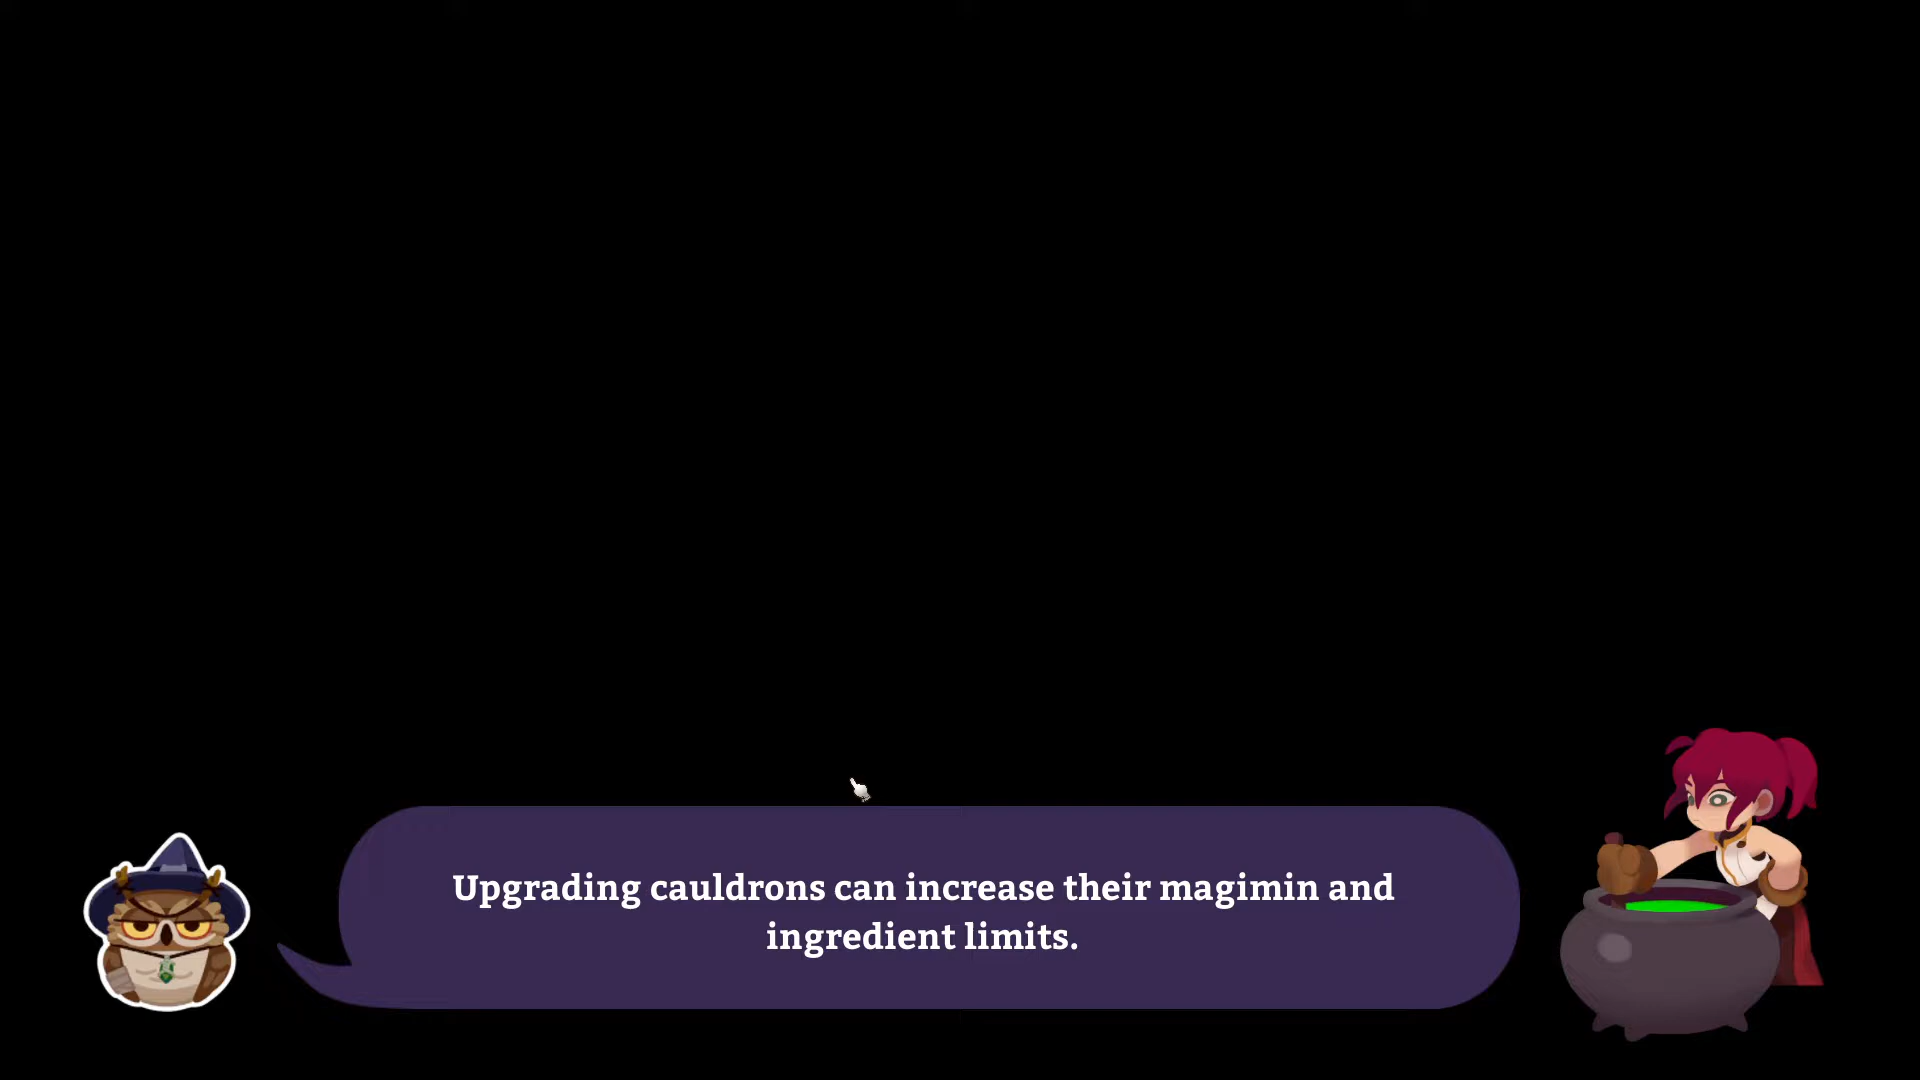 Upgrading cauldrons can increase their magimin and
ingredient limits.